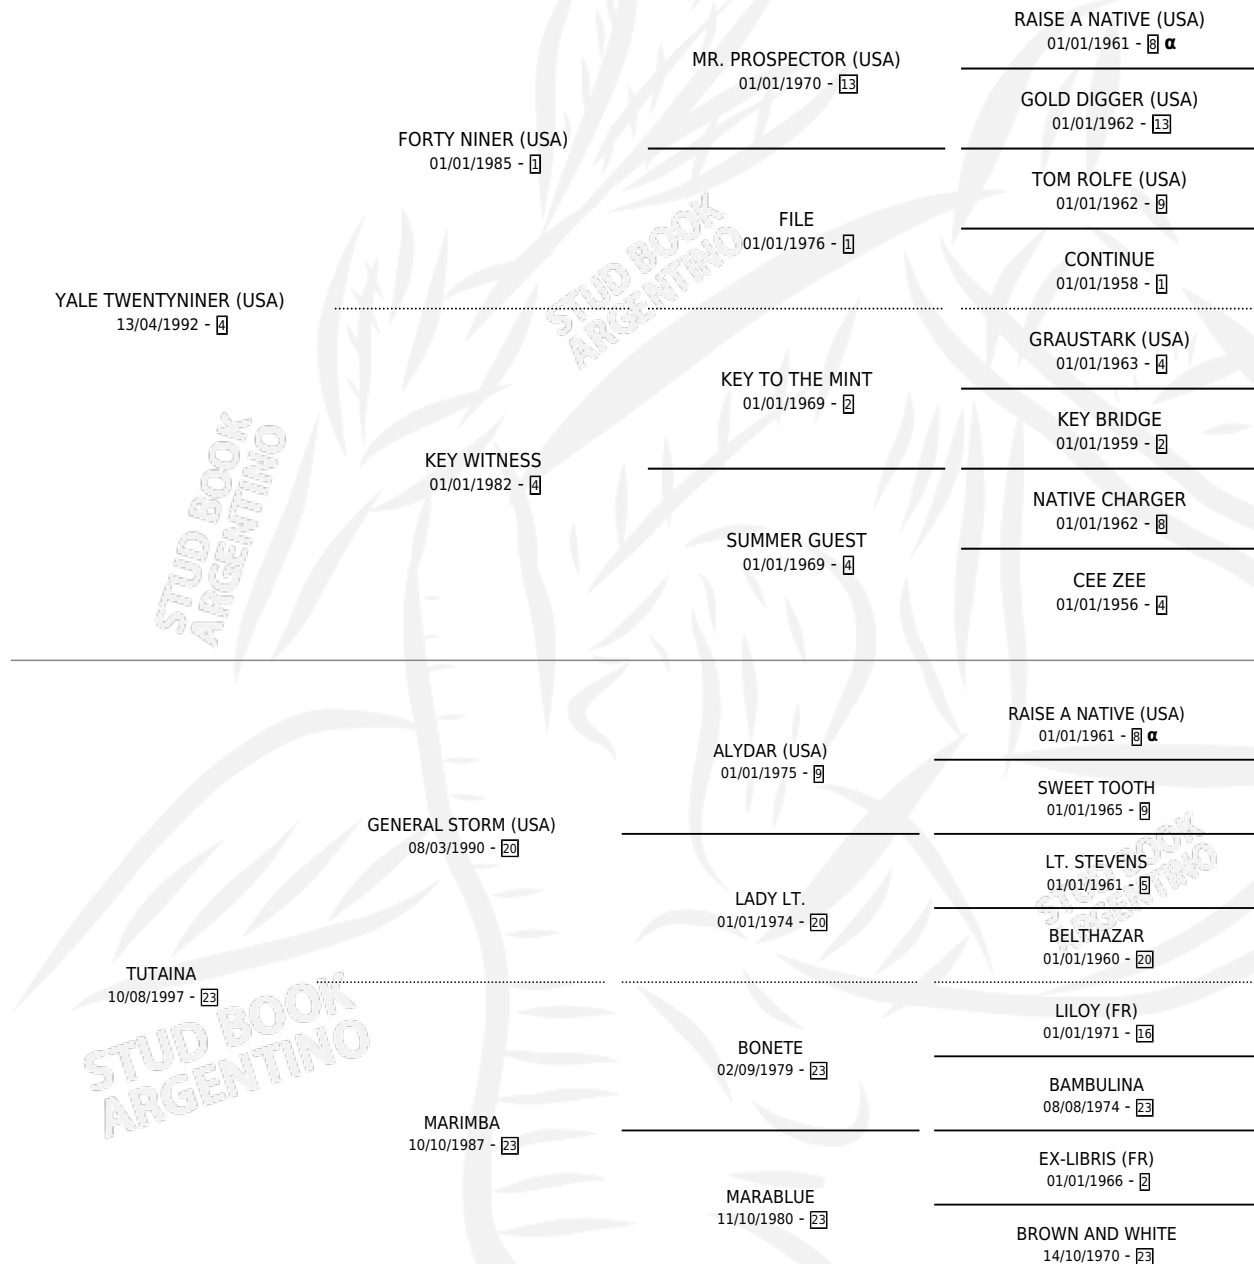 RAISE A NATIVE (USA)
01/01/1961 - 8 α
MR. PROSPECTOR (USA)
01/01/1970 - 13
GOLD DIGGER (USA)
01/01/1962 - 13
FORTY NINER (USA)
01/01/1985 - 1
TOM ROLFE (USA)
01/01/1962 - 9
FILE
01/01/1976 - 1
CONTINUE
01/01/1958 - 1
YALE TWENTYNINER (USA)
13/04/1992 - 4
STUD BOOK
ARGENTINO
GRAUSTARK (USA)
01/01/1963 - 4
KEY TO THE MINT
01/01/1969 - 2
KEY BRIDGE
01/01/1959 - 2
KEY WITNESS
01/01/1982 - 4
NATIVE CHARGER
01/01/1962 - 8
SUMMER GUEST
01/01/1969 - 4
CEE ZEE
01/01/1956 - 4
STUD BOOK
ARGENTINO
RAISE A NATIVE (USA)
01/01/1961 - 8 α
ALYDAR (USA)
01/01/1975 - 9
SWEET TOOTH
01/01/1965 - 9
GENERAL STORM (USA)
08/03/1990 - 20
LT. STEVENS
01/01/1961 - 5
LADY LT.
01/01/1974 - 20
BELTHAZAR
01/01/1960 - 20
STUD BOOK
ARGENTINO
TUTAINA
10/08/1997 - 23
LILOY (FR)
01/01/1971 - 16
BONETE
02/09/1979 - 23
BAMBULINA
08/08/1974 - 23
STUD BOOK
ARGENTINO
MARIMBA
10/10/1987 - 23
EX-LIBRIS (FR)
01/01/1966 - 2
MARABLUE
11/10/1980 - 23
BROWN AND WHITE
14/10/1970 - 23